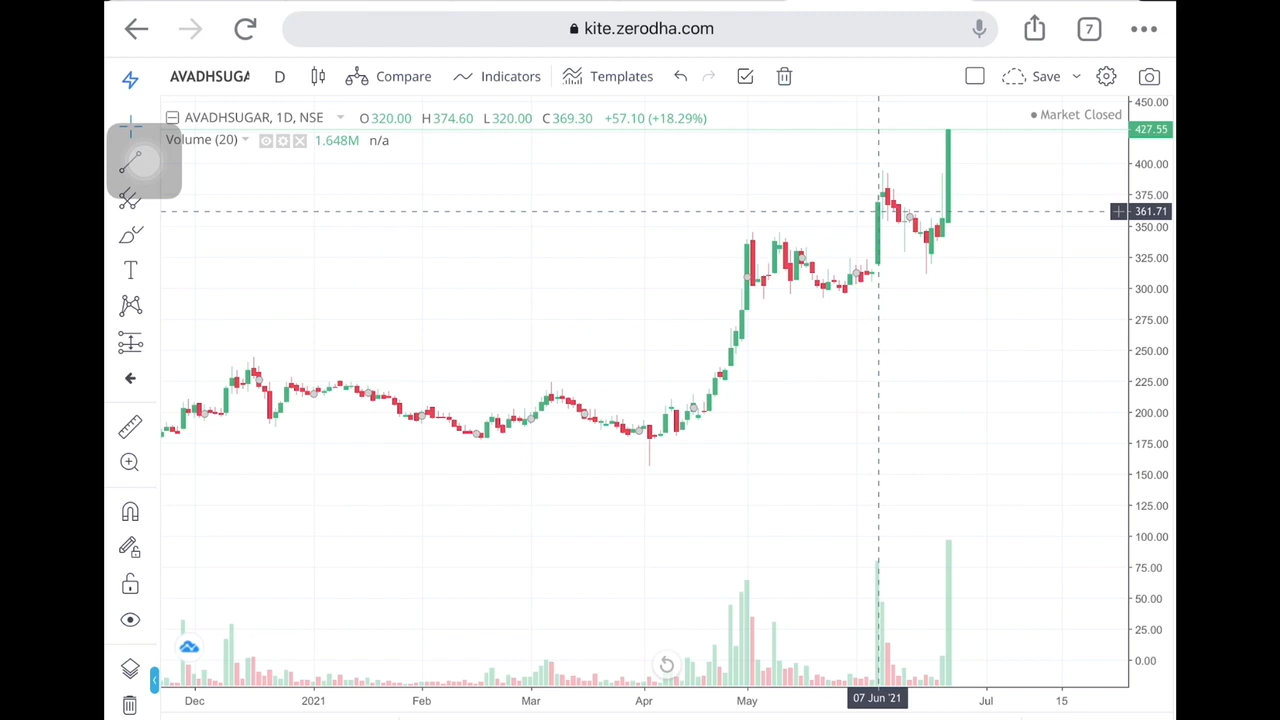 kite.zerodha.com
7
AVADHSUGA
D
Compare
Indicators
Templates
Save
AVADHSUGAR, 1D, NSE
O320.00 H374.60 L320.00 C369.30 +57.10 (+18.29%)
Market Closed
Volume (20)
1.648M n/a
T
450.00
427.55
400.00
375.00
361.71
350.00
325.00
300.00
275.00
250.00
225.00
200.00
175.00
150.00
125.00
100.00
75.00
50.00
25.00
0.00
Dec
2021
Feb
Mar
Apr
May
07 Jun '21
Jul
15